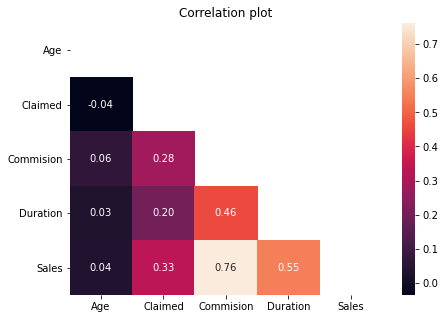 Correlation plot
Age
Claimed
-0.04
Commision
0.06 0.28
Duration
0.03 0.20 0.46
Sales
0.04 0.33 0.76 0.55
Age Claimed Commision Duration Sales
0.7
0.6
0.5
0.4
0.3
0.2
0.1
0.0